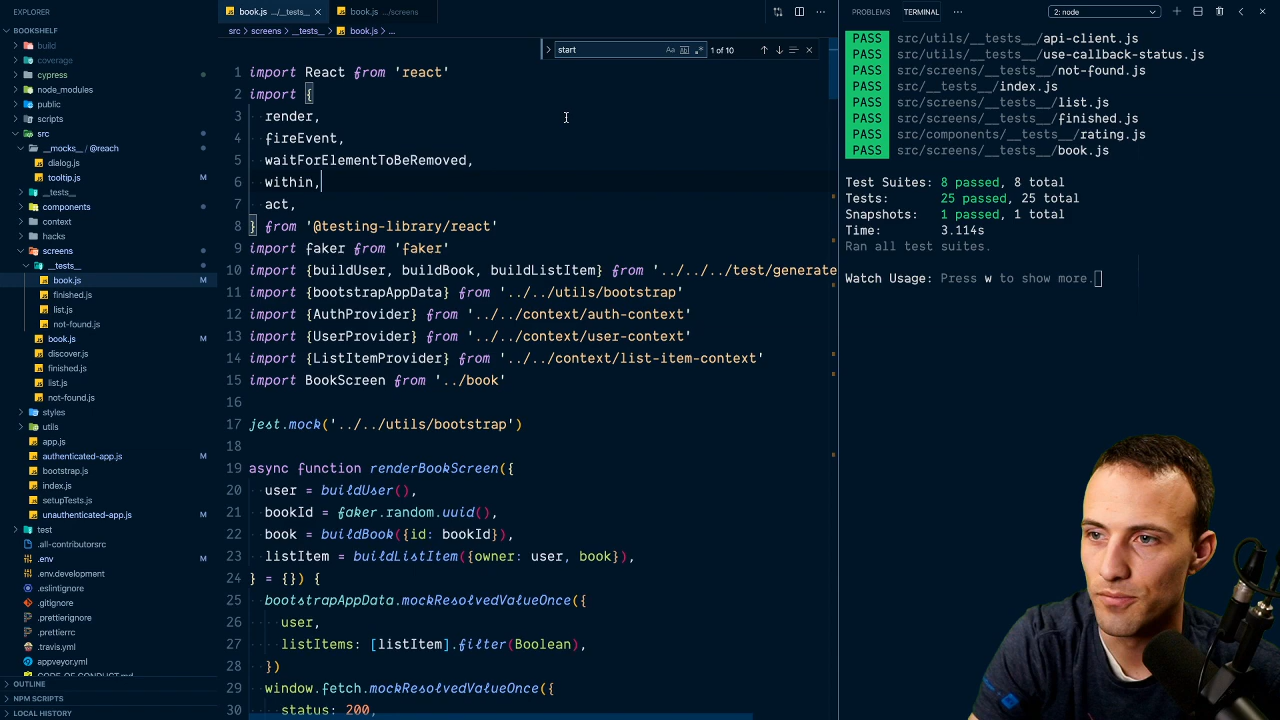 EXPLORER
BOOKSHELF
build
coverage
cypress
node_modules
public
scripts
src
__mocks__ / @reach
dialog.js
tooltip.js M
__tests__
components
context
hacks
screens
__tests__
book.js M
finished.js
list.js
not-found.js
book.js M
discover.js
finished.js
list.js
not-found.js
styles
utils
app.js
authenticated-app.js M
bootstrap.js
index.js
setupTests.js
unauthenticated-app.js M
test
.all-contributorsrc
.env M
.env.development
.eslintignore
.gitignore
.prettierignore
.prettierrc
.travis.yml
appveyor.yml
CODE_OF_CONDUCT.md
OUTLINE
NPM SCRIPTS
LOCAL HISTORY
book.js .../__tests__
book.js .../screens
src > screens > __tests__ > book.js > ...
start
Aa
1 of 10
1 import React from 'react'
2 import {
3 render,
4 fireEvent,
5 waitForElementToBeRemoved,
6 within,
7 act,
8 } from '@testing-library/react'
9 import faker from 'faker'
10 import {buildUser, buildBook, buildListItem} from '../../../test/generate
11 import {bootstrapAppData} from '../../utils/bootstrap'
12 import {AuthProvider} from '../../context/auth-context'
13 import {UserProvider} from '../../context/user-context'
14 import {ListItemProvider} from '../../context/list-item-context'
15 import BookScreen from '../book'
16
17 jest.mock('../../utils/bootstrap')
18
19 async function renderBookScreen({
20 user = buildUser(),
21 bookId = faker.random.uuid(),
22 book = buildBook({id: bookId}),
23 listItem = buildListItem({owner: user, book}),
24 } = {}) {
25 bootstrapAppData.mockResolvedValueOnce({
26 user,
27 listItems: [listItem].filter(Boolean),
28 })
29 window.fetch.mockResolvedValueOnce({
30 status: 200,
PROBLEMS
TERMINAL
2: node
PASS src/utils/__tests__/api-client.js
PASS src/utils/__tests__/use-callback-status.js
PASS src/screens/__tests__/not-found.js
PASS src/__tests__/index.js
PASS src/screens/__tests__/list.js
PASS src/screens/__tests__/finished.js
PASS src/components/__tests__/rating.js
PASS src/screens/__tests__/book.js
Test Suites: 8 passed, 8 total
Tests: 25 passed, 25 total
Snapshots: 1 passed, 1 total
Time: 3.114s
Ran all test suites.
Watch Usage: Press w to show more.